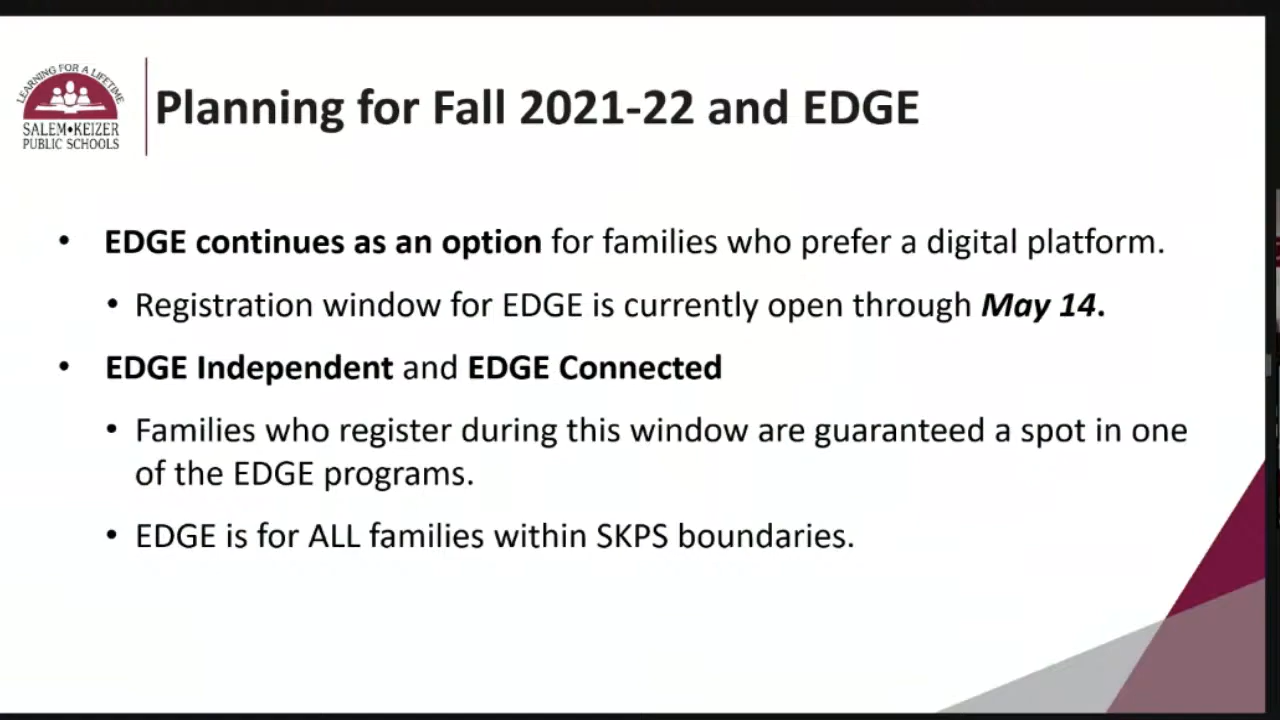 LEARNING FOR A LIFETIME
SALEM•KEIZER
PUBLIC SCHOOLS
Planning for Fall 2021-22 and EDGE
• EDGE continues as an option for families who prefer a digital platform.
• Registration window for EDGE is currently open through May 14.
• EDGE Independent and EDGE Connected
• Families who register during this window are guaranteed a spot in one
of the EDGE programs.
• EDGE is for ALL families within SKPS boundaries.